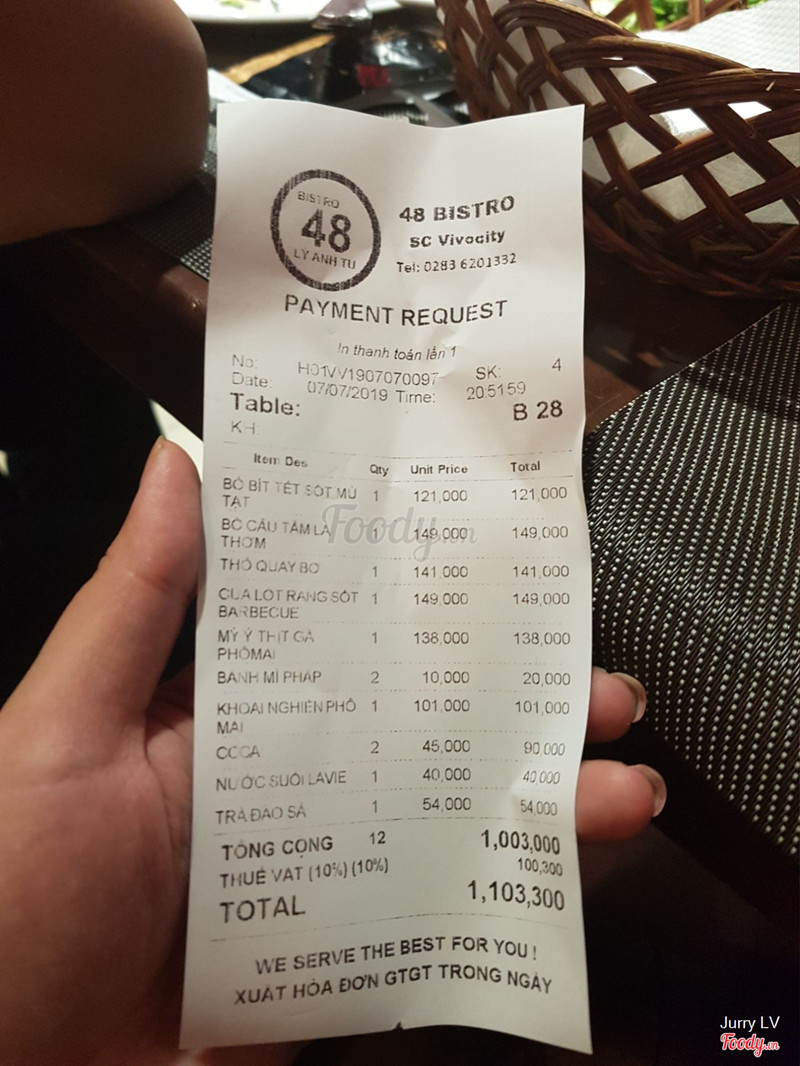 BISTRO
48
LY ANH TU
48 BISTRO
SC Vivocity
Tel: 0283 6201332
PAYMENT REQUEST
In thanh toán lần 1
No: H01VV1907070097 SK: 4
Date: 07/07/2019 Time: 20:51:59
Table: B 28
KH:
Item Des Qty Unit Price Total
BÒ BÍT TẾT SỐT MÙ 1 121,000 121,000
TẠT
BỒ CÂU TẨM LÁ 1 149,000 149,000
THƠM
THỎ QUAY BƠ 1 141,000 141,000
CUA LỘT RANG SỐT 1 149,000 149,000
BARBECUE
MỲ Ý THỊT GÀ 1 138,000 138,000
PHÔMAI
BÁNH MÌ PHÁP 2 10,000 20,000
KHOAI NGHIỀN PHÔ 1 101,000 101,000
MAI
COCA 2 45,000 90,000
NƯỚC SUỐI LAVIE 1 40,000 40,000
TRÀ ĐÀO SẢ 1 54,000 54,000
TỔNG CỘNG 12 1,003,000
THUẾ VAT (10%) (10%) 100,300
TOTAL 1,103,300
WE SERVE THE BEST FOR YOU !
XUẤT HÓA ĐƠN GTGT TRONG NGÀY
Foody.vn
Jurry LV
Foody.vn